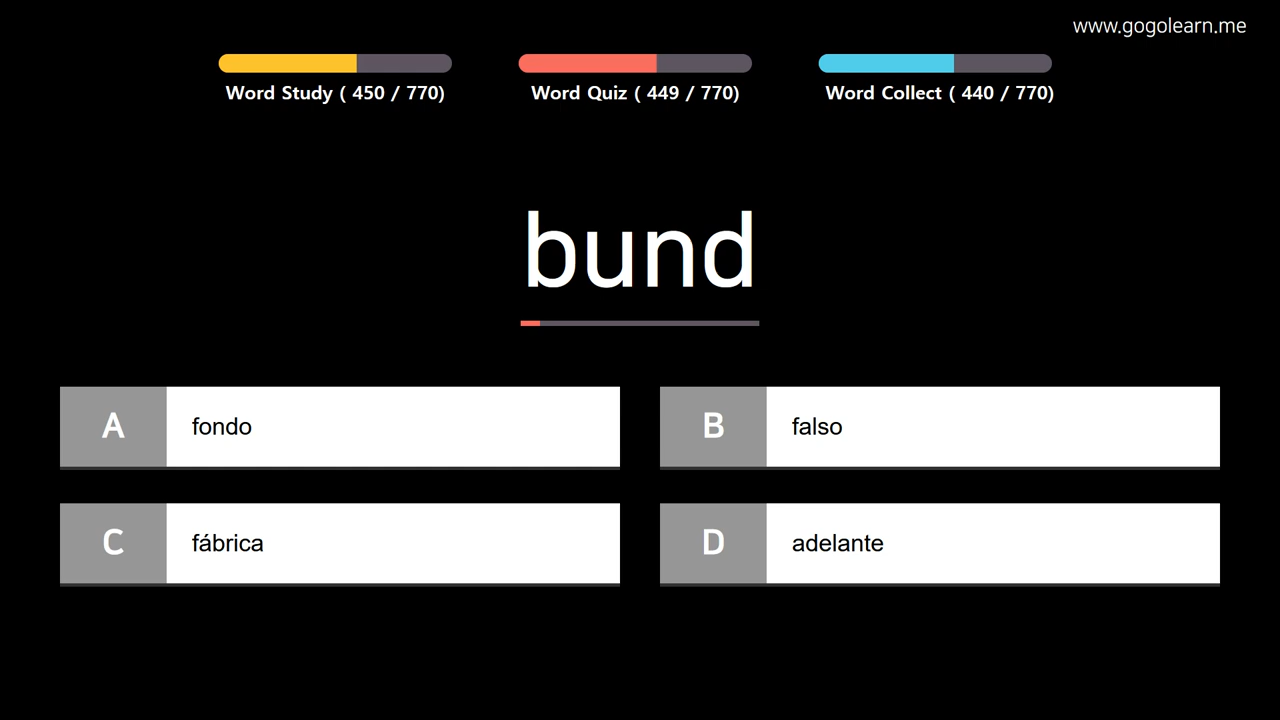 www.gogolearn.me
Word Study ( 450 / 770)
Word Quiz ( 449 / 770)
Word Collect ( 440 / 770)
bund
A fondo
B falso
C fábrica
D adelante